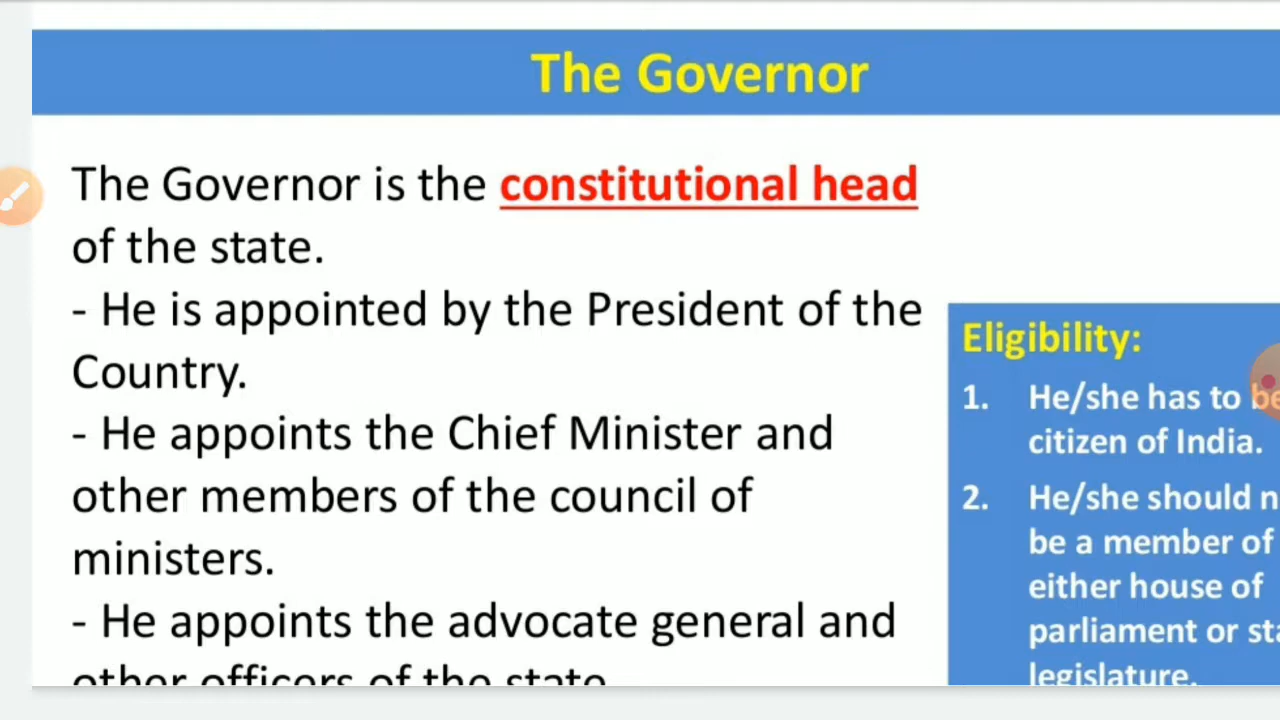 The Governor
The Governor is the constitutional head
of the state.
- He is appointed by the President of the
Country.
- He appoints the Chief Minister and
other members of the council of
ministers.
- He appoints the advocate general and
other officers of the state
Eligibility:
1. He/she has to be
citizen of India.
2. He/she should n
be a member of
either house of
parliament or sta
legislature.